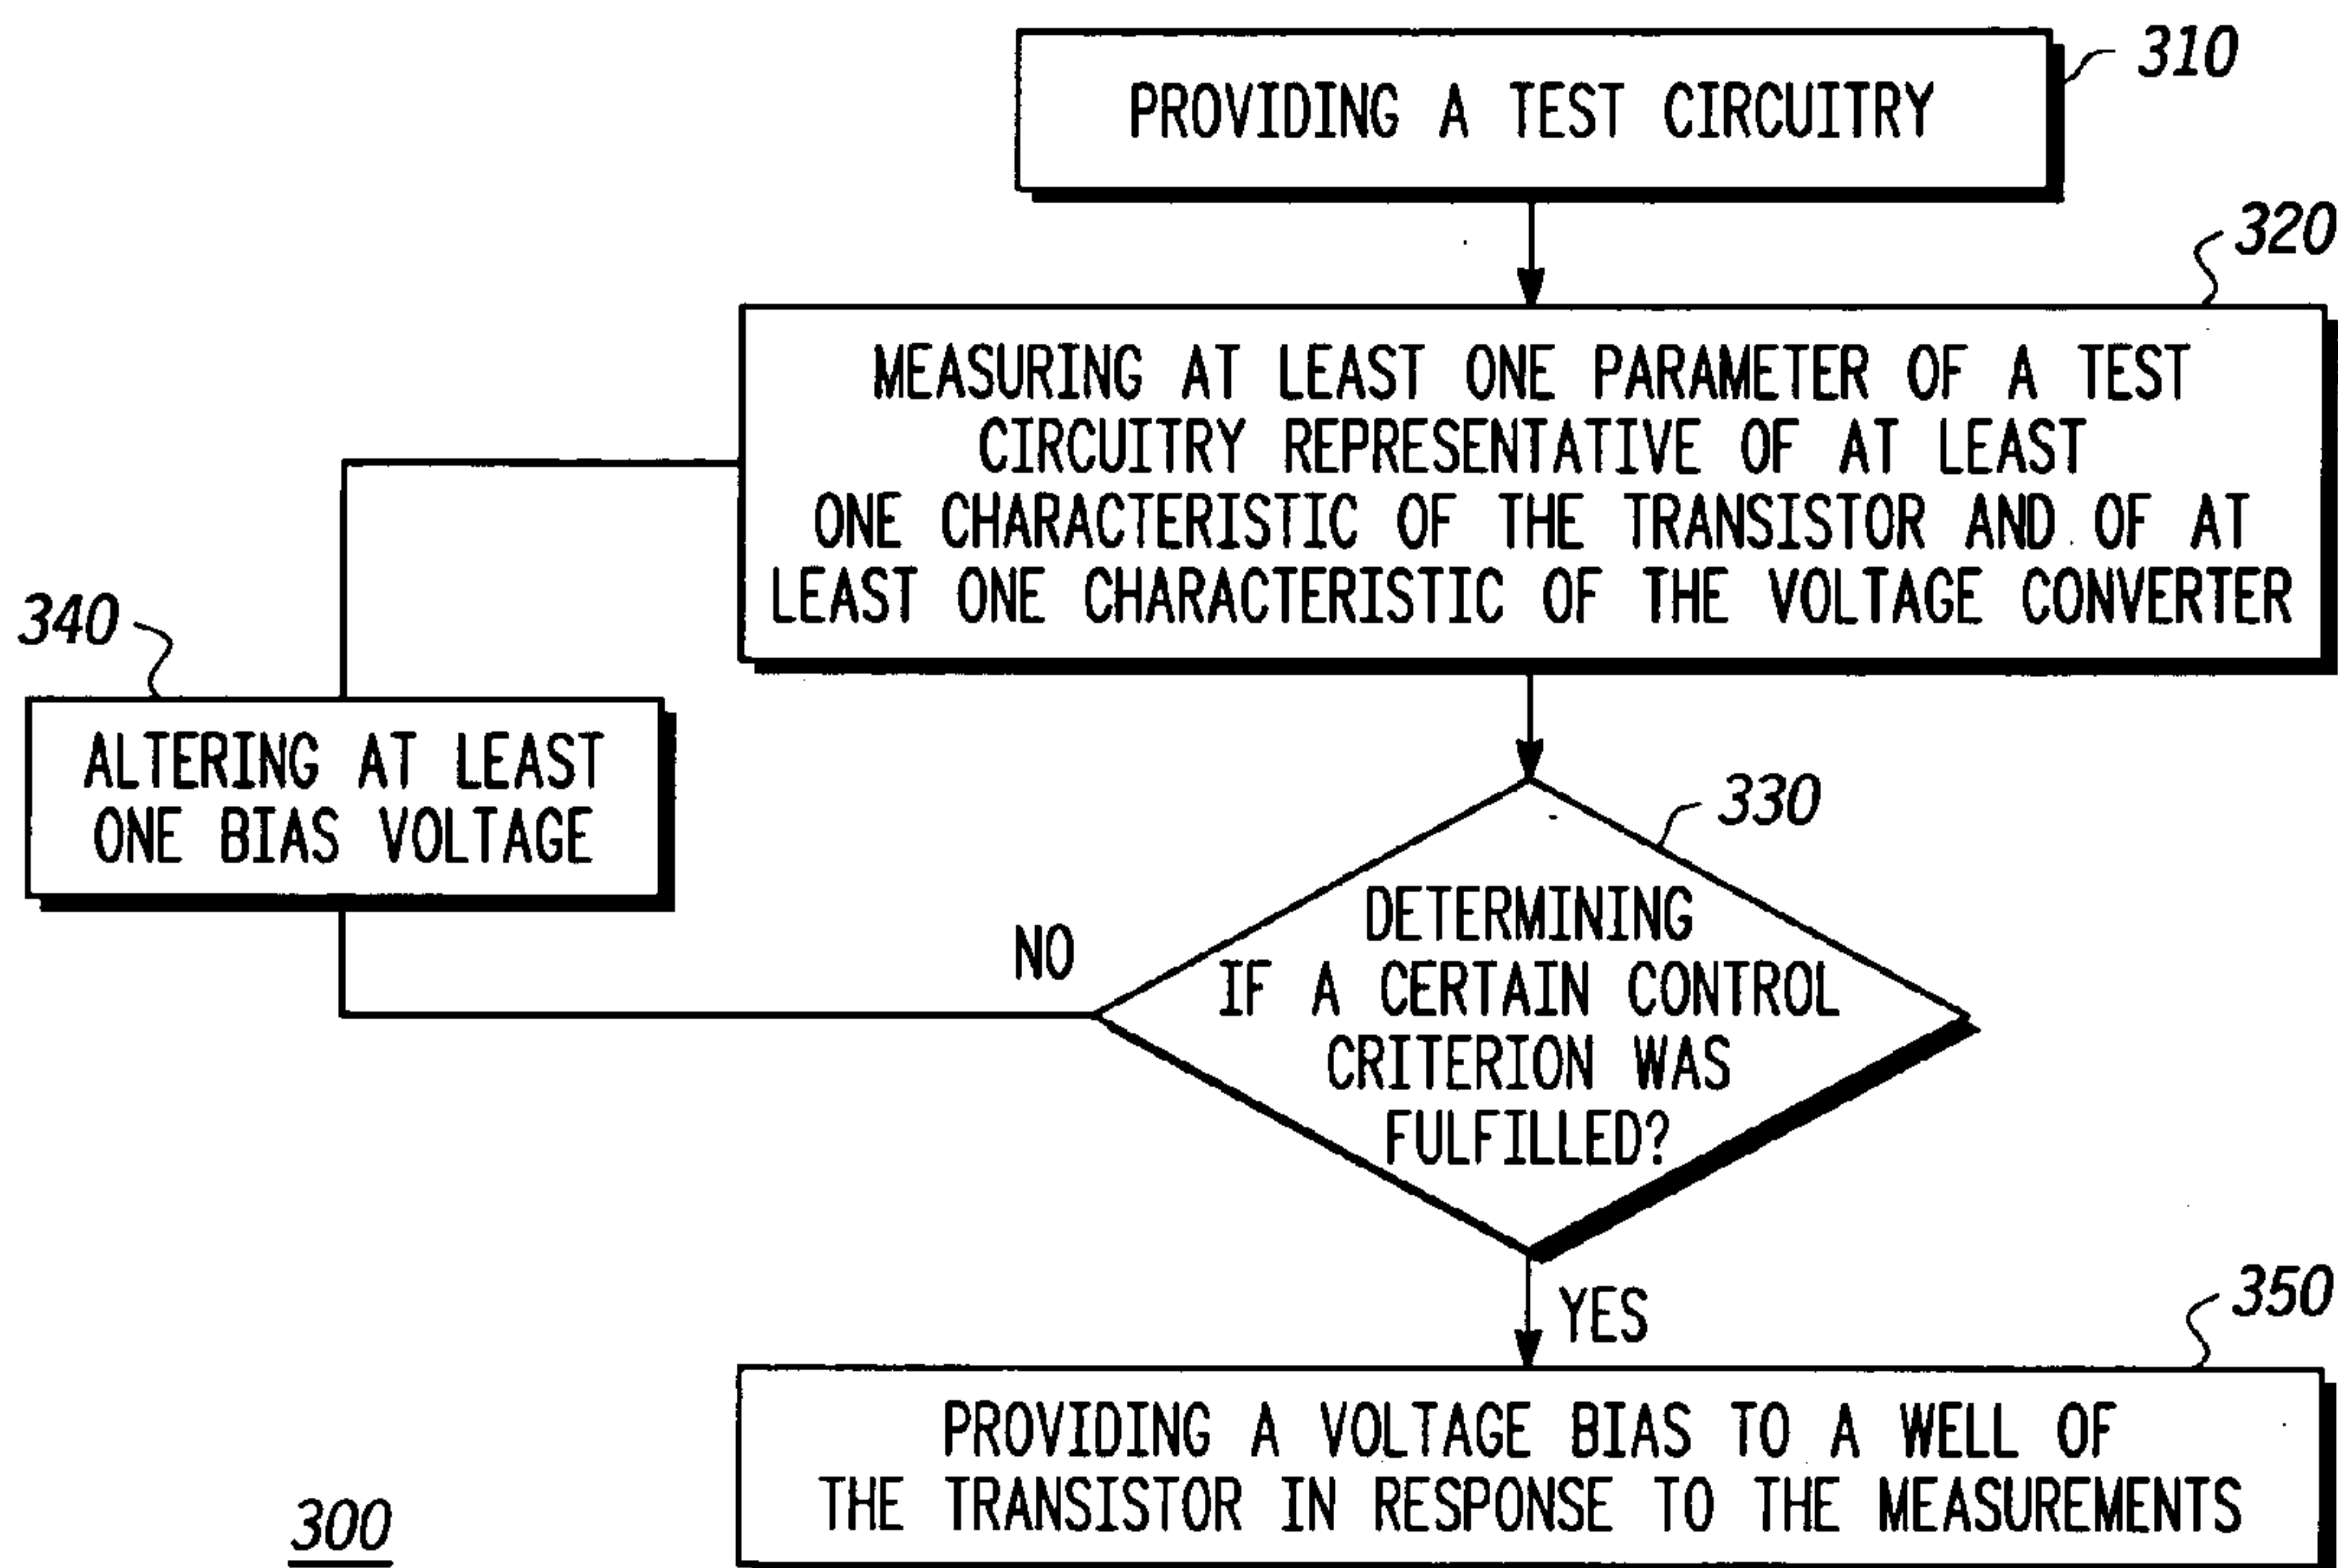 310
PROVIDING A TEST CIRCUITRY
320
MEASURING AT LEAST ONE PARAMETER OF A TEST
CIRCUITRY REPRESENTATIVE OF AT LEAST
ONE CHARACTERISTIC OF THE TRANSISTOR AND OF AT
LEAST ONE CHARACTERISTIC OF THE VOLTAGE CONVERTER
340
ALTERING AT LEAST
ONE BIAS VOLTAGE
330
NO
DETERMINING
IF A CERTAIN CONTROL
CRITERION WAS
FULFILLED?
YES
350
PROVIDING A VOLTAGE BIAS TO A WELL OF
THE TRANSISTOR IN RESPONSE TO THE MEASUREMENTS
300